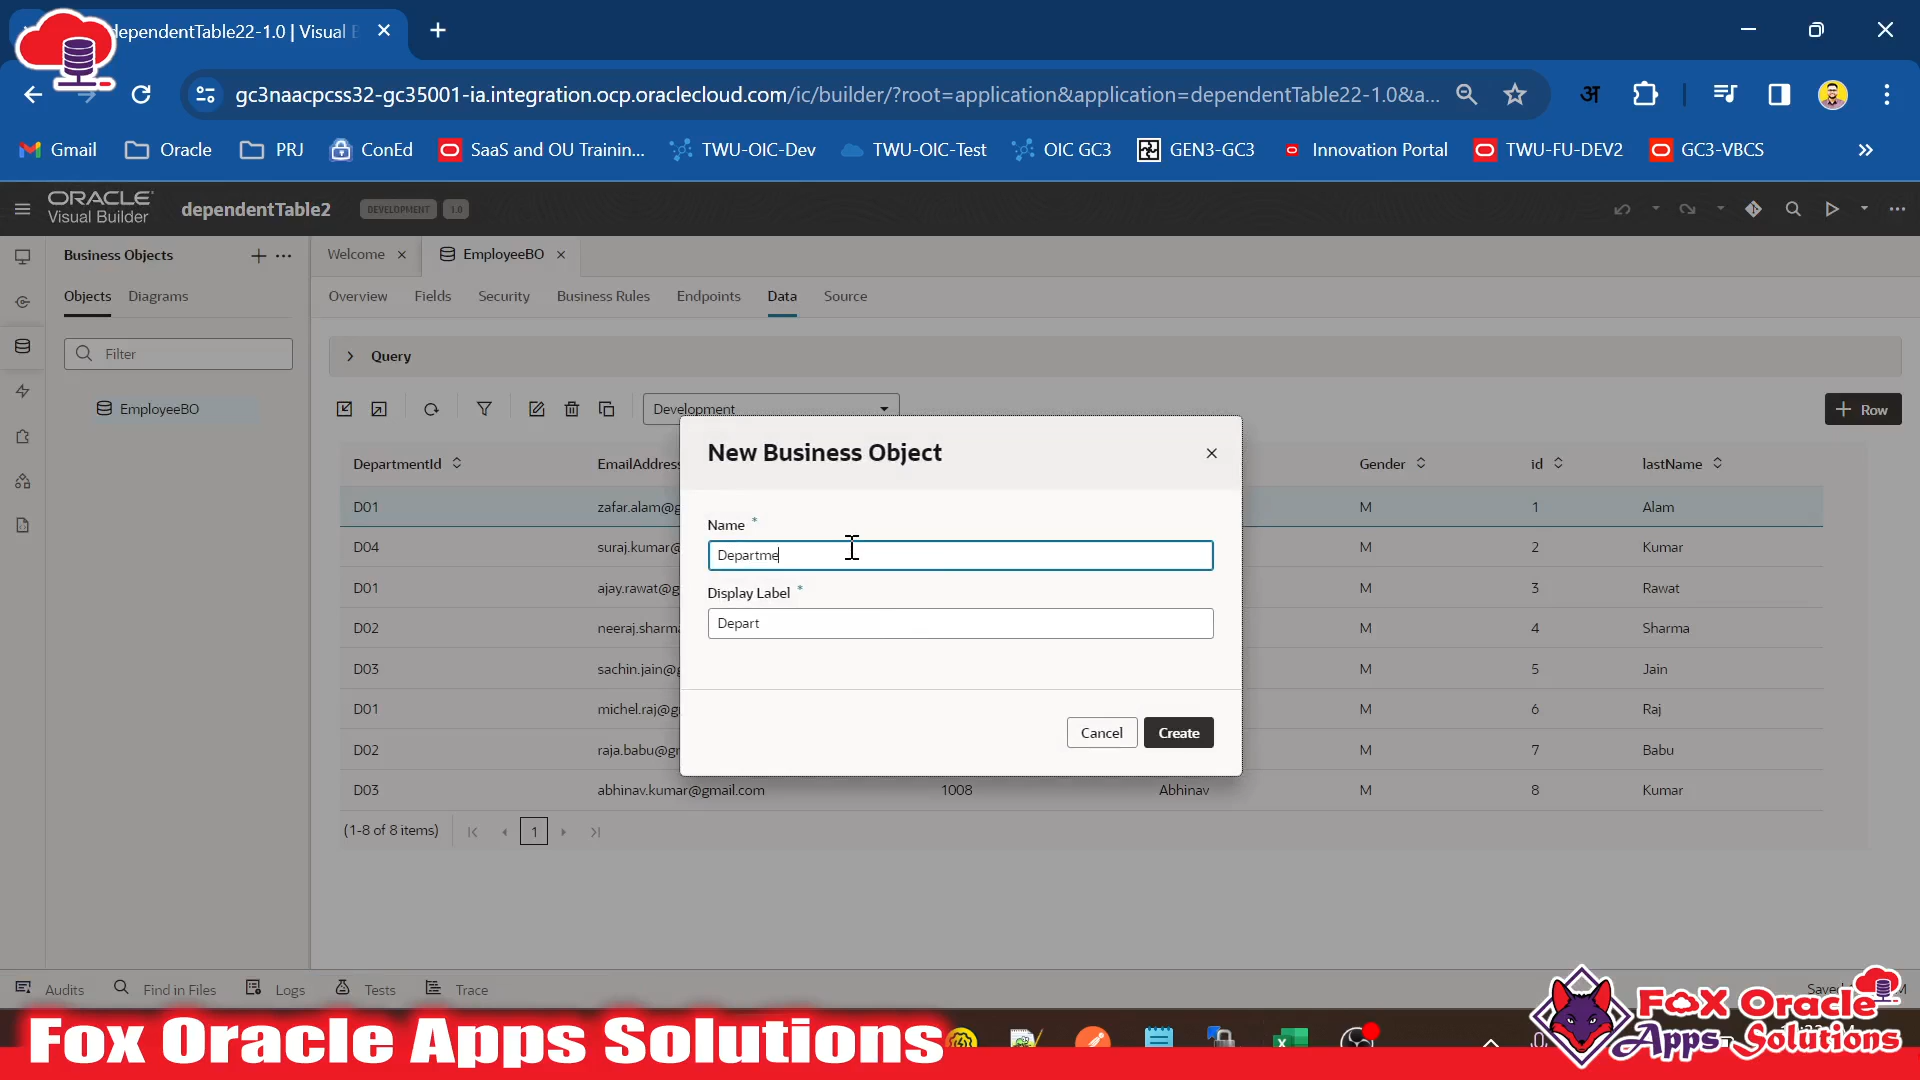 dependentTable22-1.0 | Visual
gc3naacpcss32-gc35001-ia.integration.ocp.oraclecloud.com/ic/builder/?root=application&application=dependentTable22-1.0&a...
अ
Gmail Oracle PRJ ConEd SaaS and OU Trainin... TWU-OIC-Dev TWU-OIC-Test OIC GC3 GEN3-GC3 Innovation Portal TWU-FU-DEV2 GC3-VBCS
ORACLE
Visual Builder
dependentTable2 DEVELOPMENT 1.0
Business Objects
Welcome EmployeeBO
Objects Diagrams
Overview Fields Security Business Rules Endpoints Data Source
Filter
Query
EmployeeBO
Development
Row
New Business Object
Name *
Departme
Display Label *
Depart
Cancel Create
DepartmentId EmailAddress Gender id lastName
D01 zafar.alam@g M 1 Alam
D04 suraj.kumar@ M 2 Kumar
D01 ajay.rawat@g M 3 Rawat
D02 neeraj.sharma M 4 Sharma
D03 sachin.jain@g M 5 Jain
D01 michel.raj@g M 6 Raj
D02 raja.babu@g M 7 Babu
D03 abhinav.kumar@gmail.com 1008 Abhinav M 8 Kumar
(1-8 of 8 items) 1
Audits Find in Files Logs Tests Trace
Fox Oracle Apps Solutions
Fox Oracle
Apps Solutions